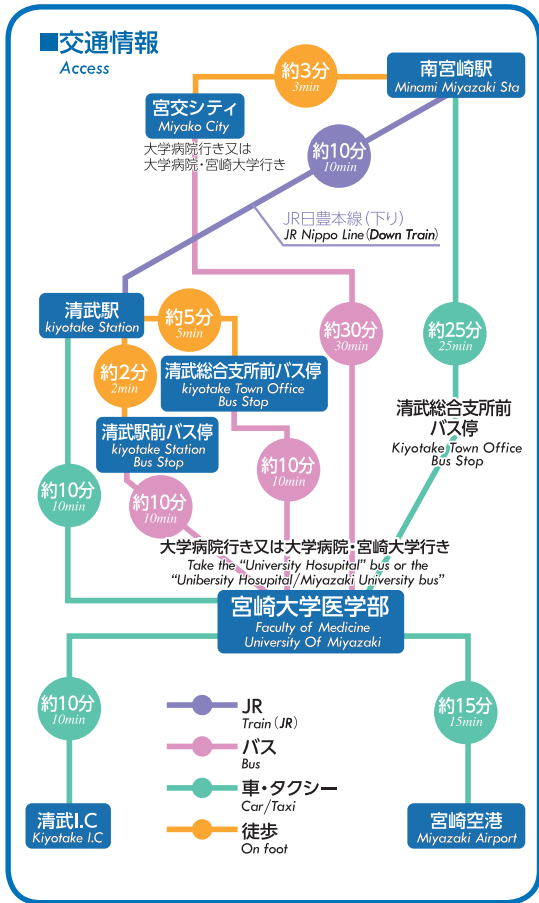 ■交通情報
Access
約3分
3min
南宮崎駅
Minami Miyazaki Sta
宮交シティ
Miyako City
大学病院行き又は
大学病院・宮崎大学行き
約10分
10min
JR日豊本線（下り）
JR Nippo Line（Down Train）
清武駅
kiyotake Station
約5分
5min
約30分
30min
約25分
25min
約2分
2min
清武総合支所前バス停
kiyotake Town Office
Bus Stop
清武総合支所前
バス停
Kiyotake Town Office
Bus Stop
清武駅前バス停
kiyotake Station
Bus Stop
約10分
10min
約10分
10min
約10分
10min
大学病院行き又は大学病院・宮崎大学行き
Take the “University Hosupital” bus or the
“Unibersity Hosupital/Miyazaki University bus”
宮崎大学医学部
Faculty of Medicine
University Of Miyazaki
約10分
10min
約15分
15min
JR
Train（JR）
バス
Bus
車・タクシー
Car/Taxi
徒歩
On foot
清武I.C
Kiyotake I.C
宮崎空港
Miyazaki Airport